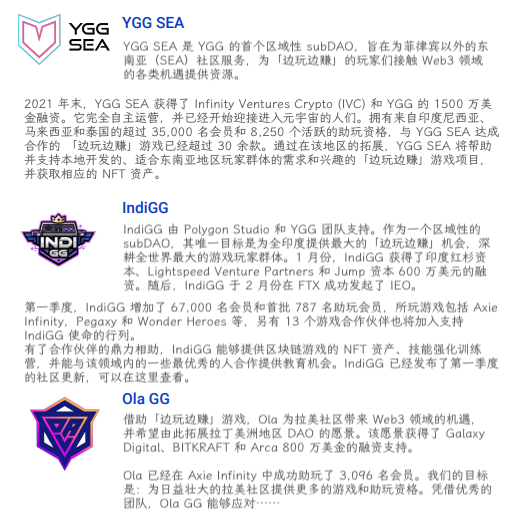 YGG
SEA
YGG SEA
YGG SEA 是 YGG 的首个区域性 subDAO，旨在为菲律宾以外的东
南亚（SEA）社区服务，为「边玩边赚」的玩家们接触 Web3 领域
的各类机遇提供资源。
2021 年末，YGG SEA 获得了 Infinity Ventures Crypto (IVC) 和 YGG 的 1500 万美
金融资。它完全自主运营，并已经开始迎接进入元宇宙的人们。拥有来自印度尼西亚、
马来西亚和泰国的超过 35,000 名会员和 8,250 个活跃的助玩资格，与 YGG SEA 达成
合作的 「边玩边赚」游戏已经超过 30 余款。通过在该地区的拓展，YGG SEA 将帮助
并支持本地开发的、适合东南亚地区玩家群体的需求和兴趣的「边玩边赚」游戏项目，
并获取相应的 NFT 资产。
INDI
GG
IndiGG
IndiGG 由 Polygon Studio 和 YGG 团队支持。作为一个区域性的
subDAO，其唯一目标是为全印度提供最大的「边玩边赚」机会，深
耕全世界最大的游戏玩家群体。1 月份，IndiGG 获得了印度红杉资
本、Lightspeed Venture Partners 和 Jump 资本 600 万美元的融
资。随后，IndiGG 于 2 月份在 FTX 成功发起了 IEO。
第一季度，IndiGG 增加了 67,000 名会员和首批 787 名助玩会员，所玩游戏包括 Axie
Infinity，Pegaxy 和 Wonder Heroes 等，另有 13 个游戏合作伙伴也将加入支持
IndiGG 使命的行列。
有了合作伙伴的鼎力相助，IndiGG 能够提供区块链游戏的 NFT 资产、技能强化训练
营，并能与该领域内的一些最优秀的人合作提供教育机会。IndiGG 已经发布了第一季度
的社区更新，可以在这里查看。
Ola GG
借助「边玩边赚」游戏，Ola 为拉美社区带来 Web3 领域的机遇，
并希望由此拓展拉丁美洲地区 DAO 的愿景。该愿景获得了 Galaxy
Digital、BITKRAFT 和 Arca 800 万美金的融资支持。
Ola 已经在 Axie Infinity 中成功助玩了 3,096 名会员。我们的目标
是：为日益壮大的拉美社区提供更多的游戏和助玩资格。凭借优秀的
团队，Ola GG 能够应对……